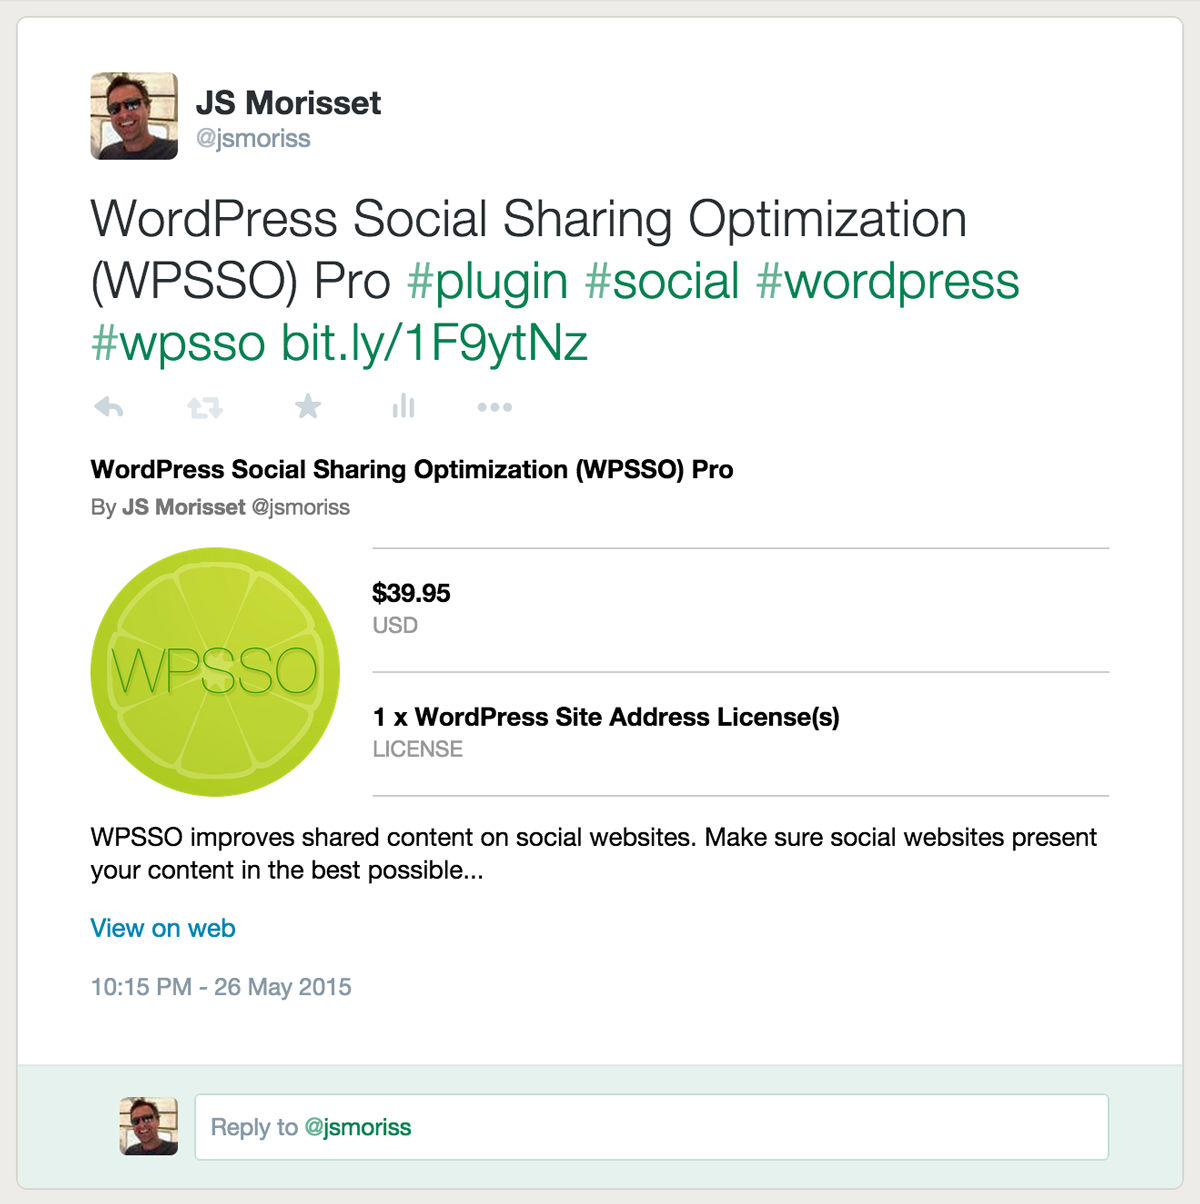 JS Morisset
@jsmoriss
WordPress Social Sharing Optimization
(WPSSO) Pro #plugin #social #wordpress
#wpsso bit.ly/1F9ytNz
WordPress Social Sharing Optimization (WPSSO) Pro
By JS Morisset @jsmoriss
WPSSO
$39.95
USD
1 x WordPress Site Address License(s)
LICENSE
WPSSO improves shared content on social websites. Make sure social websites present
your content in the best possible...
View on web
10:15 PM - 26 May 2015
Reply to @jsmoriss